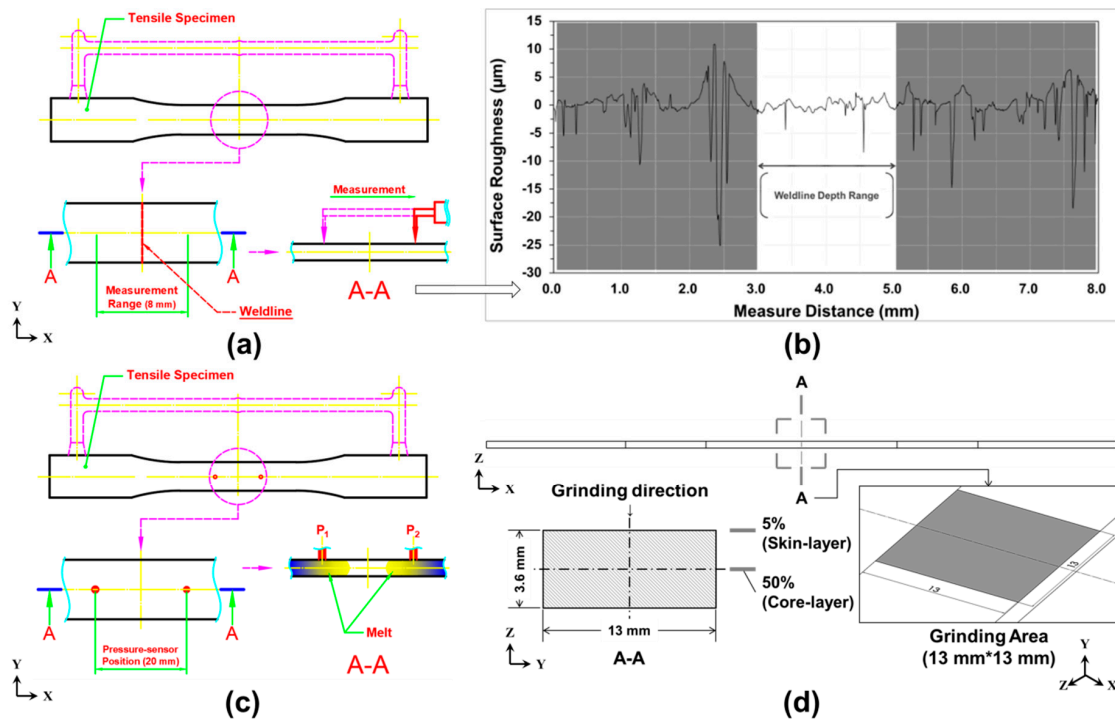 Tensile Specimen
Measurement
A
A
Measurement
Range (8 mm)
A-A
Weldline
Y
X
(a)
Surface Roughness (μm)
15
10
5
0
-5
-10
-15
-20
-25
-30
Weldline Depth Range
0.0
1.0
2.0
3.0
4.0
5.0
6.0
7.0
8.0
Measure Distance (mm)
(b)
Tensile Specimen
P1
P2
A
A
Pressure-sensor
Position (20 mm)
Melt
A-A
Y
X
(c)
A
Z
X
A
Grinding direction
5%
(Skin-layer)
3.6 mm
50%
(Core-layer)
13 mm
Z
Y
A-A
13
13
Grinding Area
(13 mm*13 mm)
Y
Z
X
(d)